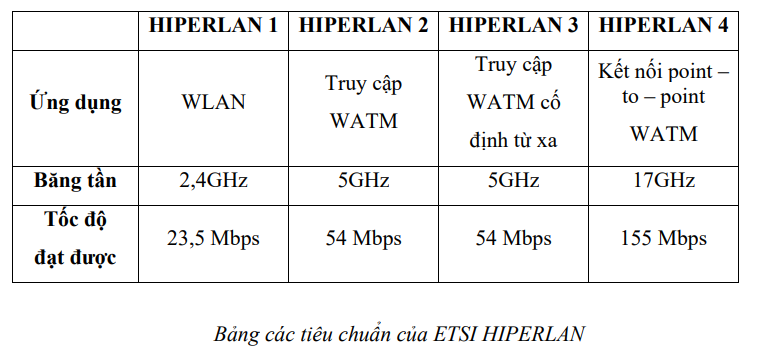 HIPERLAN 1 HIPERLAN 2 HIPERLAN 3 HIPERLAN 4
Ứng dụng WLAN Truy cập WATM Truy cập WATM cố định từ xa Kết nối point – to – point WATM
Băng tần 2,4GHz 5GHz 5GHz 17GHz
Tốc độ đạt được 23,5 Mbps 54 Mbps 54 Mbps 155 Mbps
Bảng các tiêu chuẩn của ETSI HIPERLAN